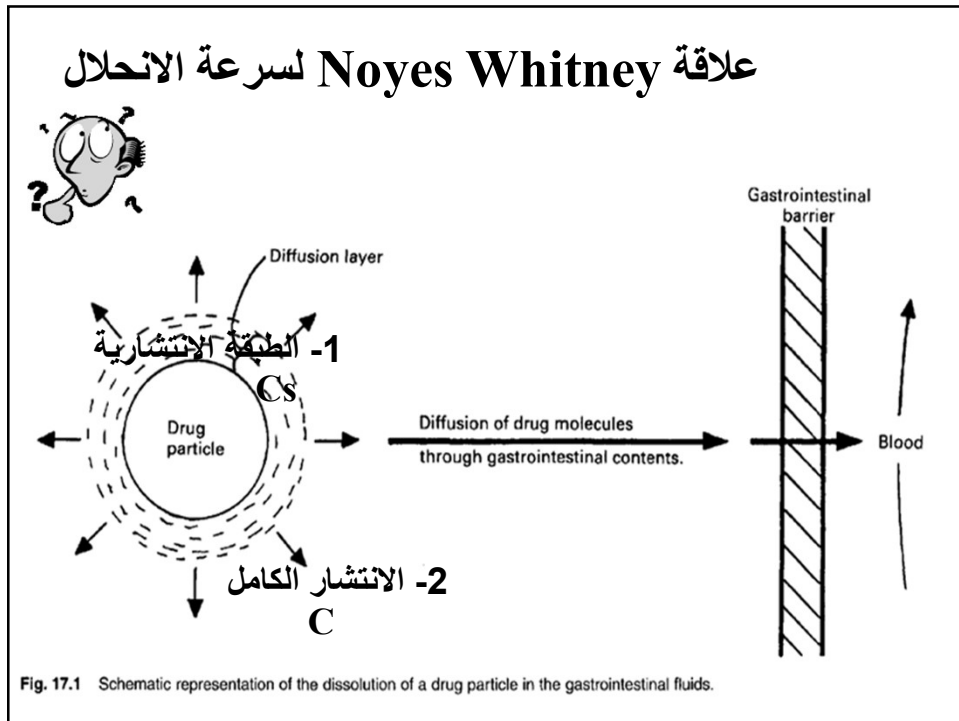 علاقة Noyes Whitney لسرعة الانحلال
? ? ?
? ?
Gastrointestinal
barrier
Diffusion layer
1- الطبقة الانتشارية
Cs
Drug
particle
Diffusion of drug molecules
through gastrointestinal contents.
Blood
2- الانتشار الكامل
C
Fig. 17.1 Schematic representation of the dissolution of a drug particle in the gastrointestinal fluids.